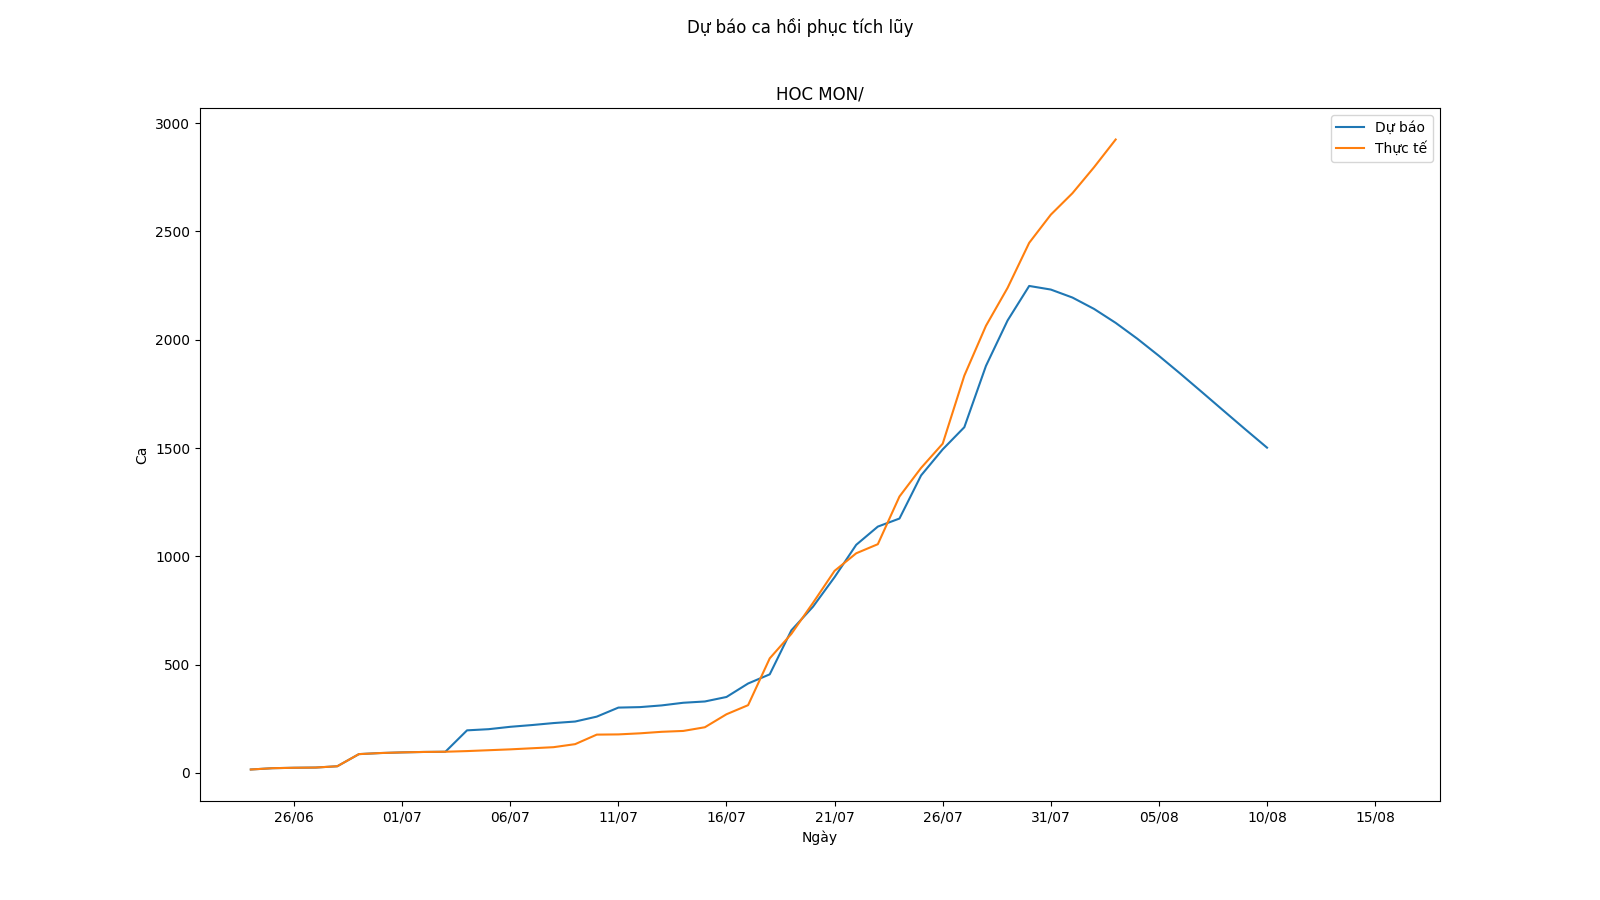 Dự báo ca hồi phục tích lũy
HOC MON/
Dự báo
Thực tế
3000
2500
2000
1500
1000
500
0
Ca
26/06 01/07 06/07 11/07 16/07 21/07 26/07 31/07 05/08 10/08 15/08
Ngày